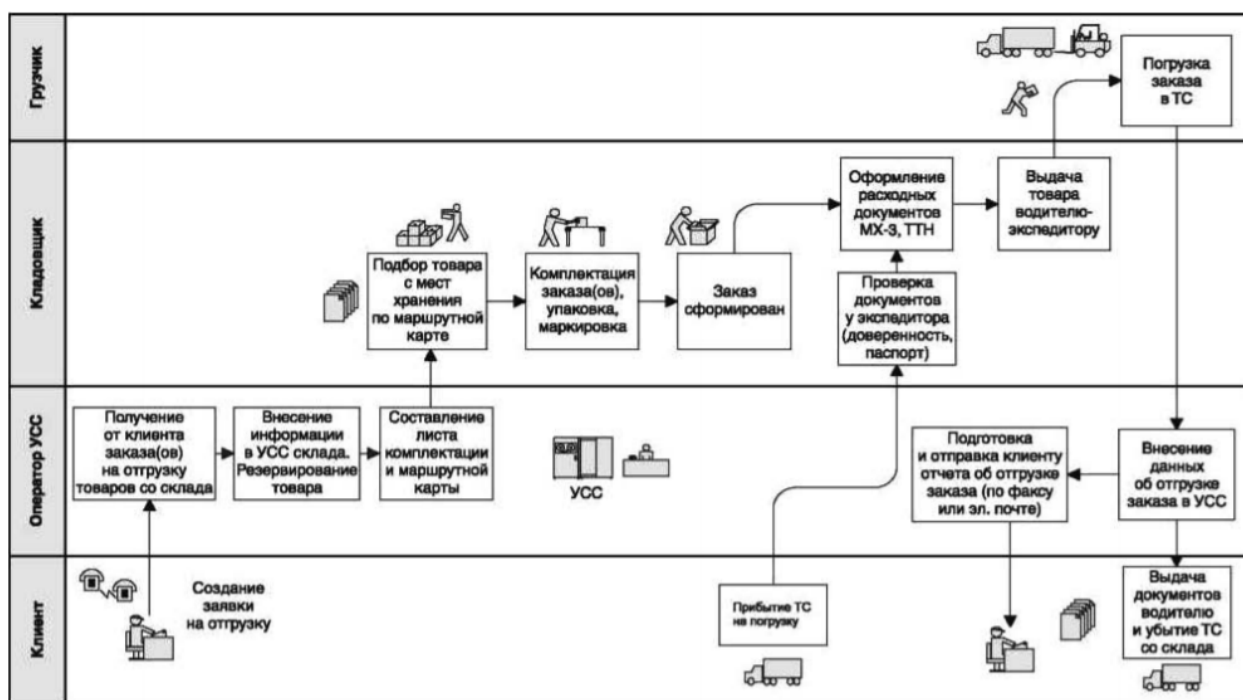 Грузчик
Погрузка
заказа
в ТС
Кладовщик
Подбор товара
с мест
хранения
по маршрутной
карте
Комплектация
заказа(ов),
упаковка,
маркировка
Заказ
сформирован
Оформление
расходных
документов
МХ-3, ТТН
Проверка
документов
у экспедитора
(доверенность,
паспорт)
Выдача
товара
водителю-
экспедитору
Оператор УСС
Получение
от клиента
заказа(ов)
на отгрузку
товаров со склада
Внесение
информации
в УСС склада.
Резервирование
товара
Составление
листа
комплектации
и маршрутной
карты
УСС
Подготовка
и отправка клиенту
отчета об отгрузке
заказа (по факсу
или эл. почте)
Внесение
данных
об отгрузке
заказа в УСС
Клиент
Создание
заявки
на отгрузку
Прибытие ТС
на погрузку
Выдача
документов
водителю
и убытие ТС
со склада